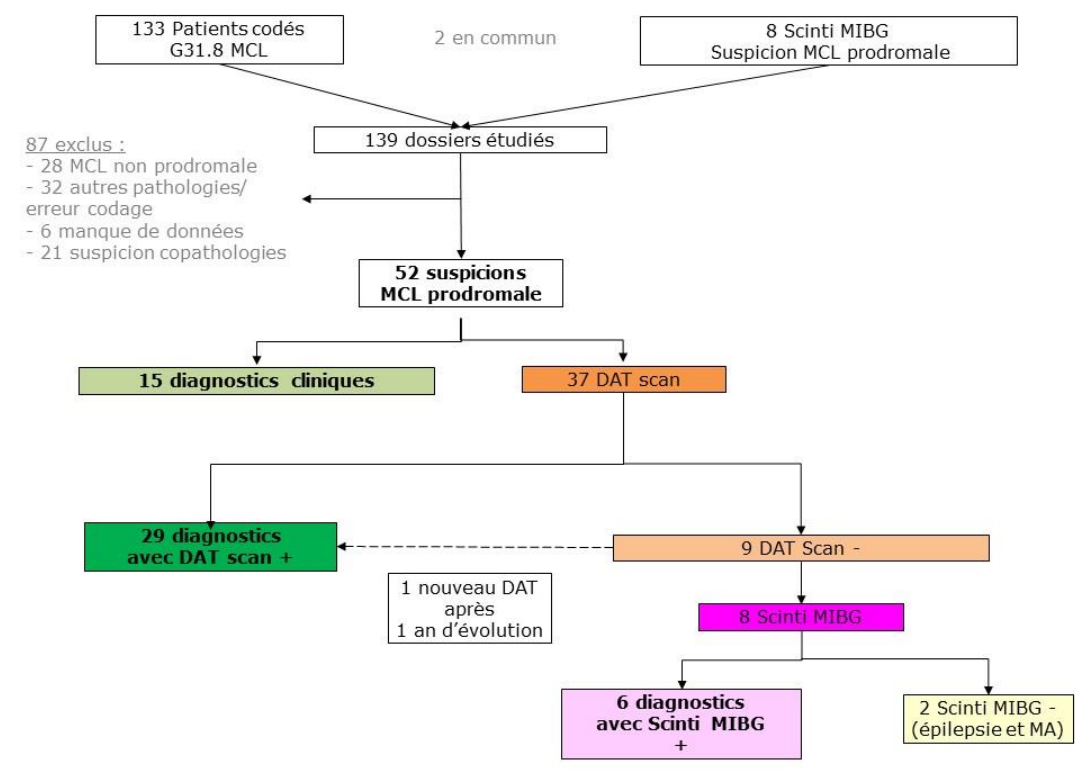 133 Patients codés
G31.8 MCL
2 en commun
8 Scinti MIBG
Suspicion MCL prodromale
139 dossiers étudiés
87 exclus :
- 28 MCL non prodromale
- 32 autres pathologies/
erreur codage
- 6 manque de données
- 21 suspicion copathologies
52 suspicions
MCL prodromale
15 diagnostics cliniques
37 DAT scan
29 diagnostics
avec DAT scan +
9 DAT Scan -
1 nouveau DAT
après
1 an d'évolution
8 Scinti MIBG
6 diagnostics
avec Scinti MIBG
+
2 Scinti MIBG -
(épilepsie et MA)